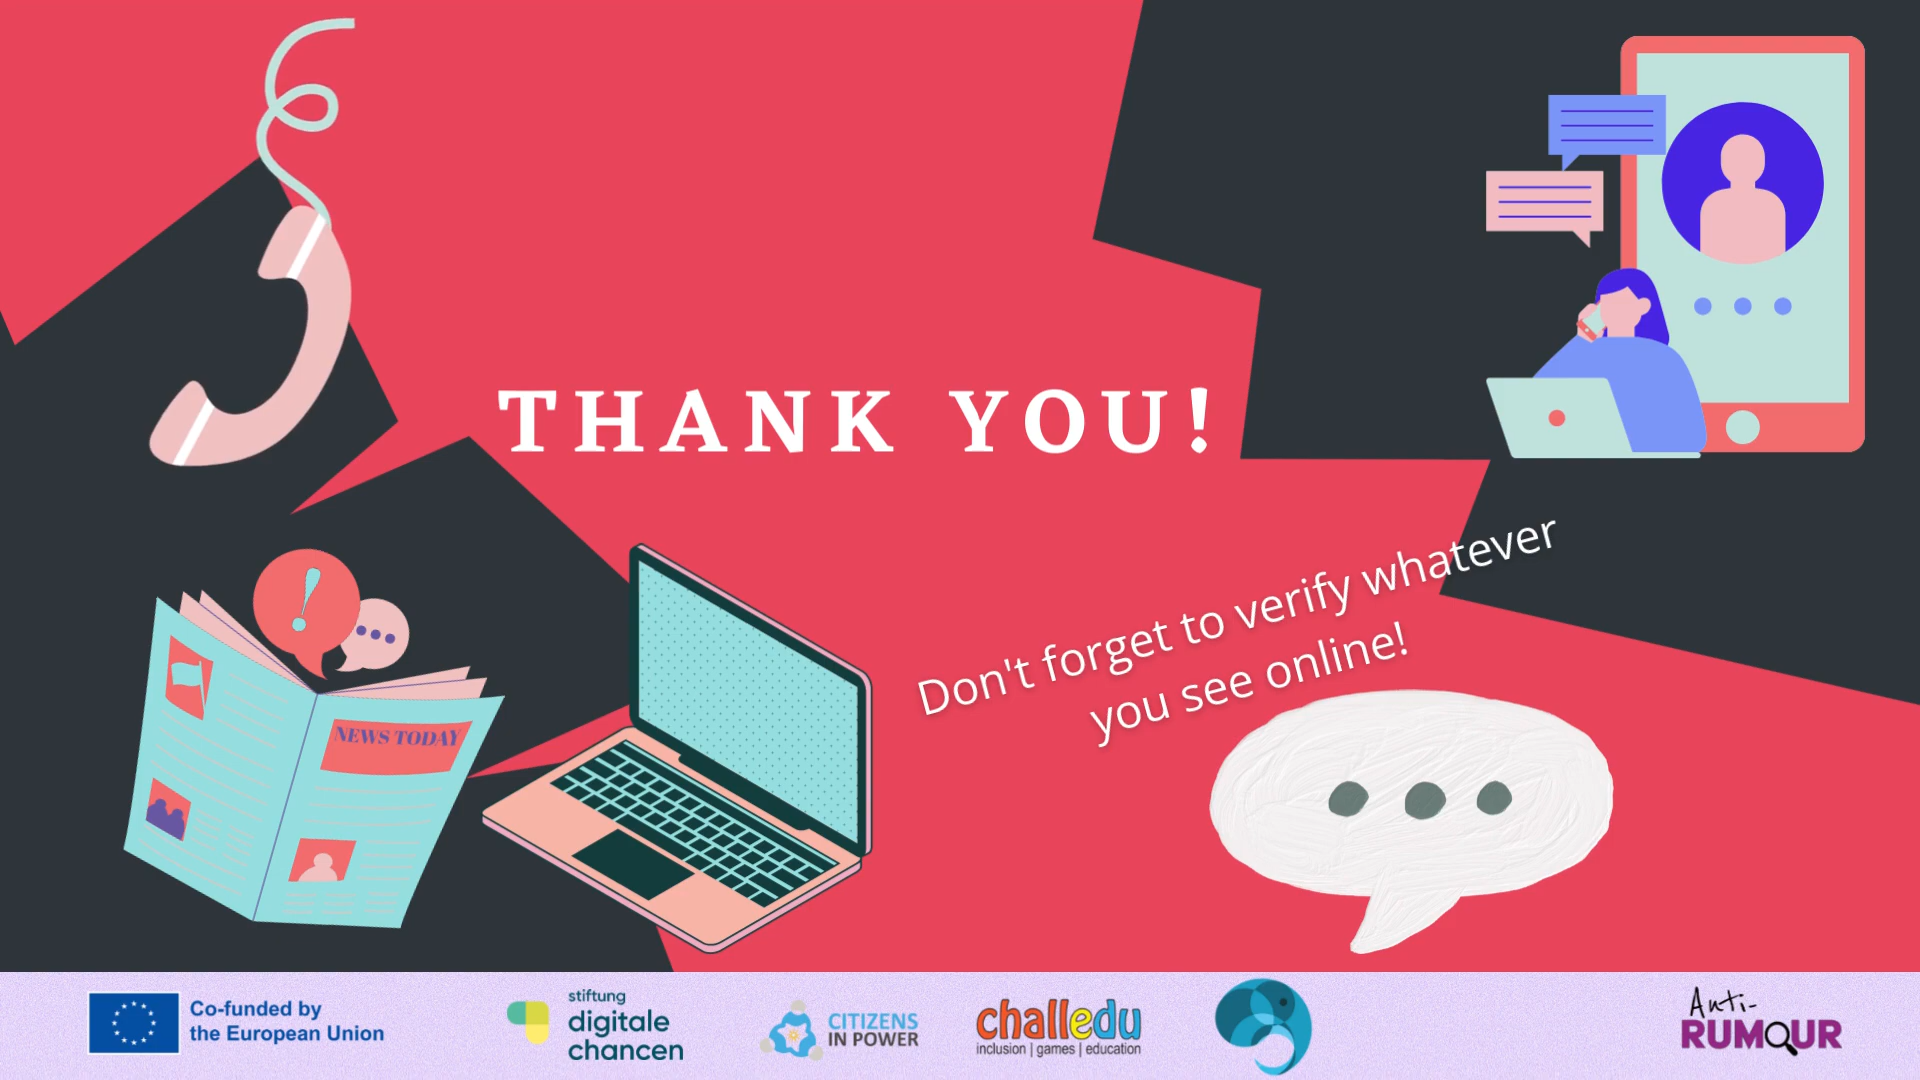 THANK YOU!
Don't forget to verify whatever
you see online!
NEWS TODAY
Co-funded by
the European Union
stiftung
digitale
chancen
CITIZENS
IN POWER
challedu
inclusion | games | education
Anti-
RUMOUR